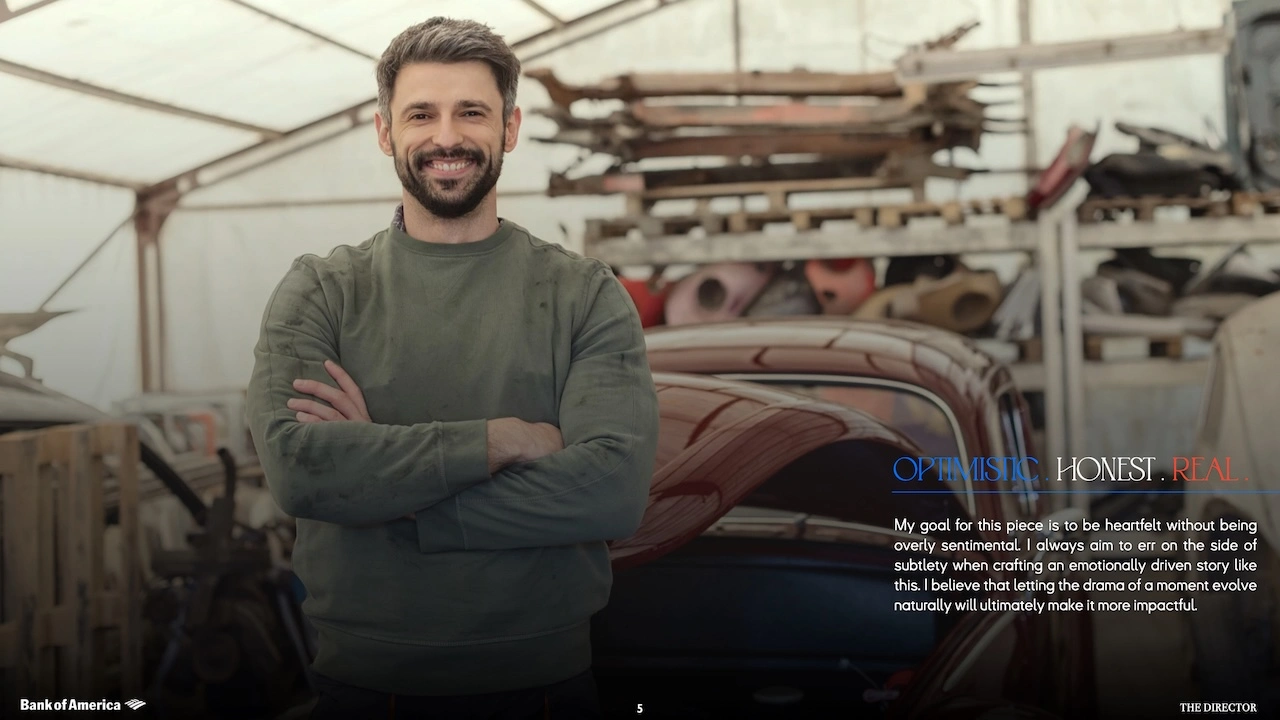 OPTIMISTIC . HONEST . REAL .
My goal for this piece is to be heartfelt without being
overly sentimental. I always aim to err on the side of
subtlety when crafting an emotionally driven story like
this. I believe that letting the drama of a moment evolve
naturally will ultimately make it more impactful.
Bank of America
5
THE DIRECTOR